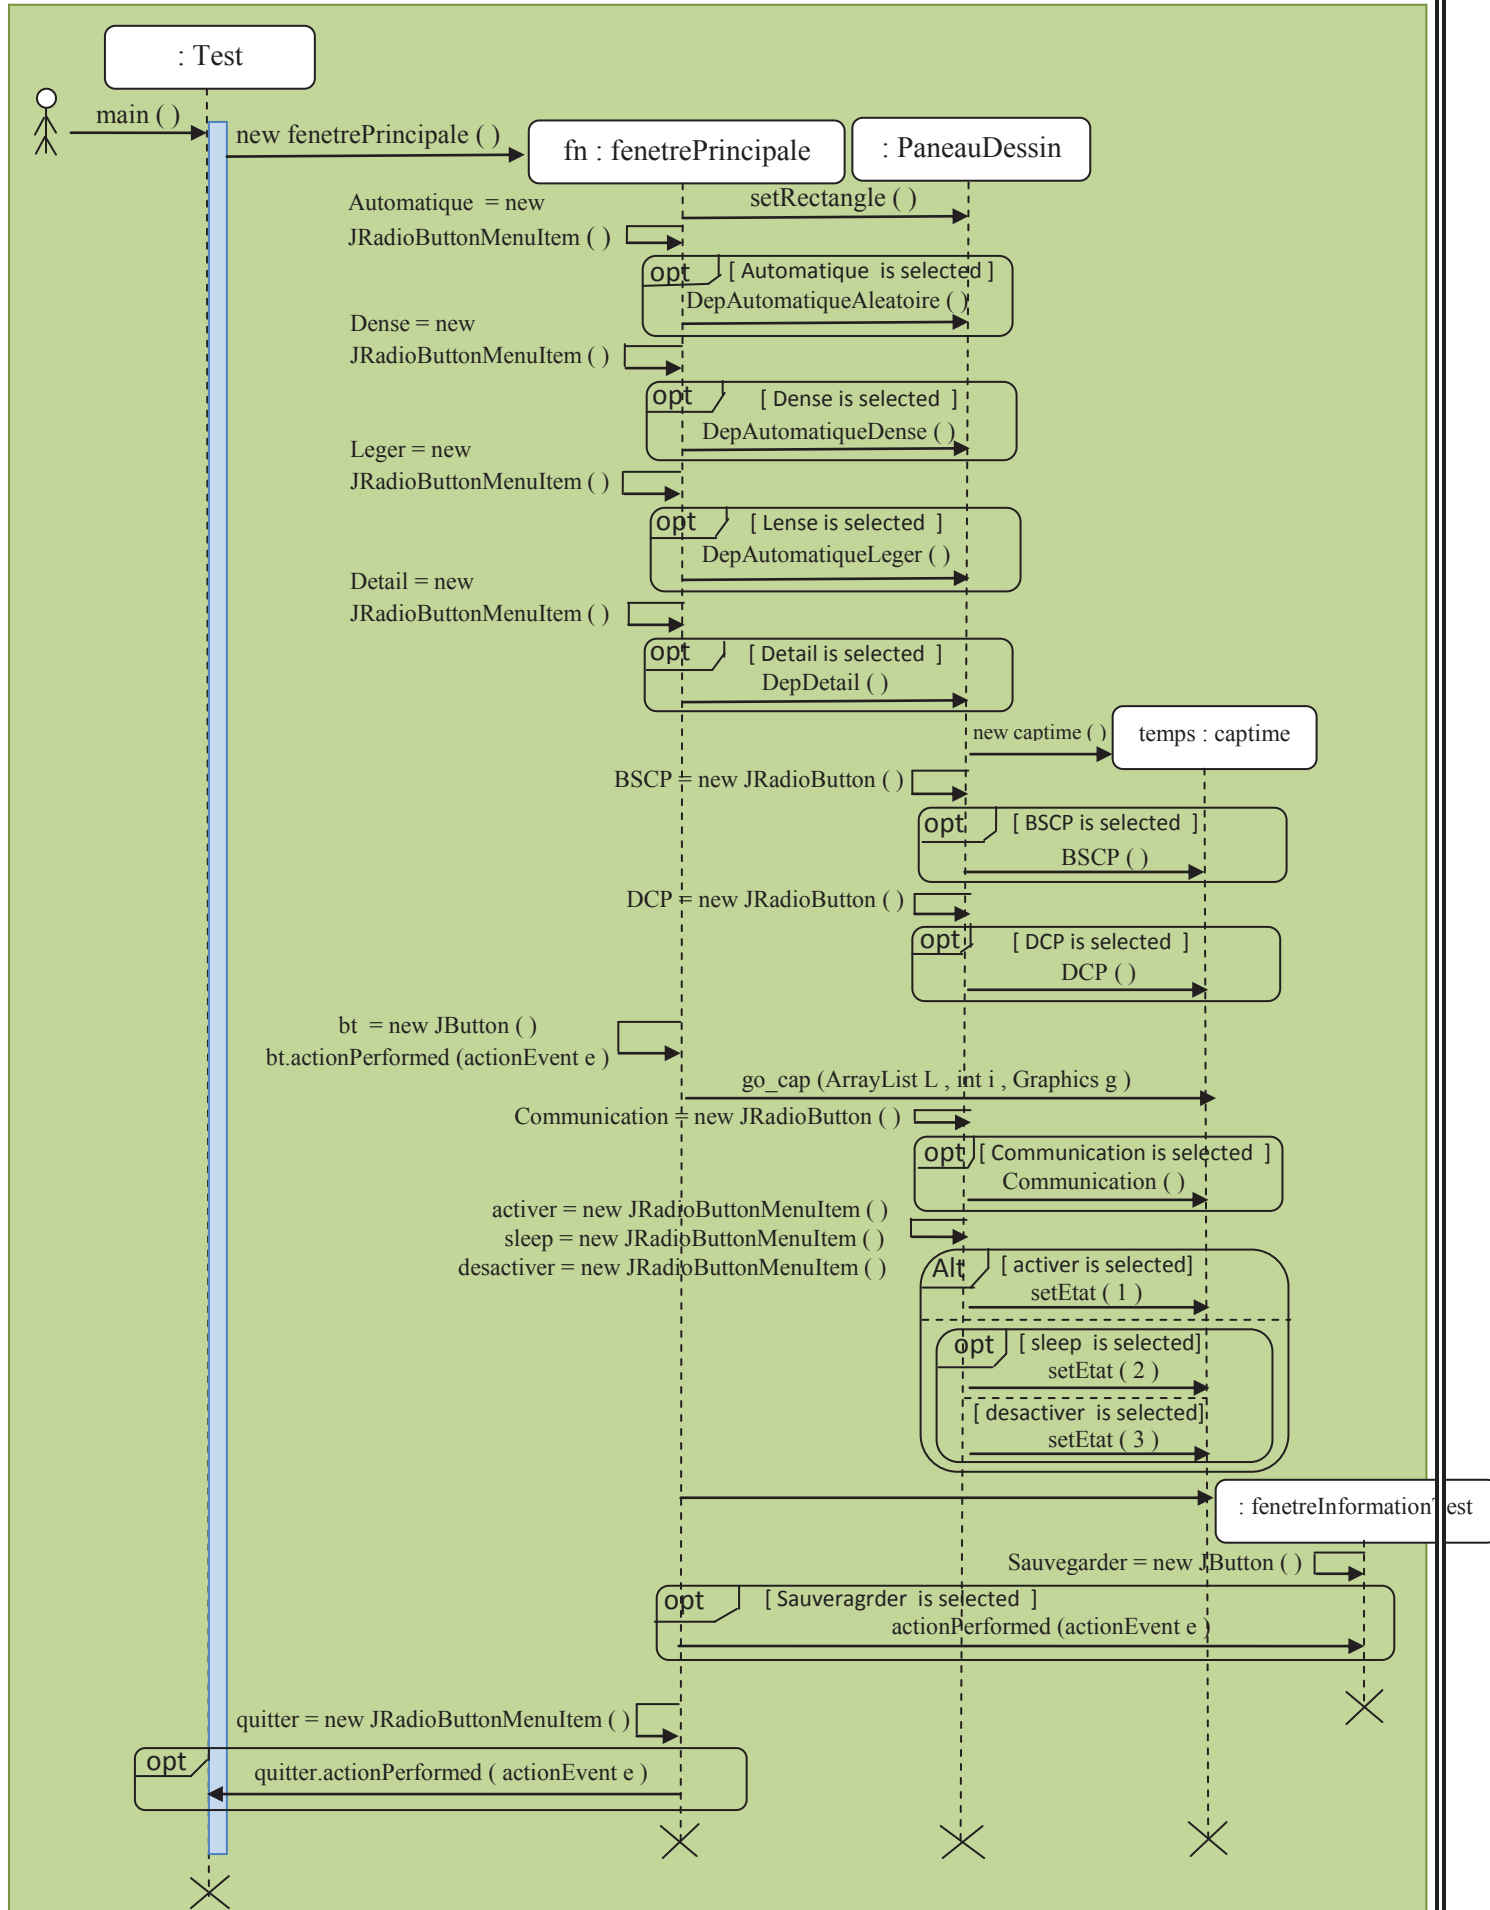 : Test
main ( )
new fenetrePrincipale ( )
fn : fenetrePrincipale
: PaneauDessin
Automatique = new
JRadioButtonMenuItem ( )
setRectangle ( )
opt
[ Automatique is selected ]
DepAutomatiqueAleatoire ( )
Dense = new
JRadioButtonMenuItem ( )
opt
[ Dense is selected ]
DepAutomatiqueDense ( )
Leger = new
JRadioButtonMenuItem ( )
opt
[ Lense is selected ]
DepAutomatiqueLeger ( )
Detail = new
JRadioButtonMenuItem ( )
opt
[ Detail is selected ]
DepDetail ( )
new captime ( )
temps : captime
BSCP = new JRadioButton ( )
opt
[ BSCP is selected ]
BSCP ( )
DCP = new JRadioButton ( )
opt
[ DCP is selected ]
DCP ( )
bt = new JButton ( )
bt.actionPerformed (actionEvent e )
go_cap (ArrayList L , int i , Graphics g )
Communication = new JRadioButton ( )
opt
[ Communication is selected ]
Communication ( )
activer = new JRadioButtonMenuItem ( )
sleep = new JRadioButtonMenuItem ( )
desactiver = new JRadioButtonMenuItem ( )
Alt
[ activer is selected]
setEtat ( 1 )
opt
[ sleep is selected]
setEtat ( 2 )
[ desactiver is selected]
setEtat ( 3 )
: fenetreInformationTest
Sauvegarder = new JButton ( )
opt
[ Sauveragrder is selected ]
actionPerformed (actionEvent e )
quitter = new JRadioButtonMenuItem ( )
opt
quitter.actionPerformed ( actionEvent e )